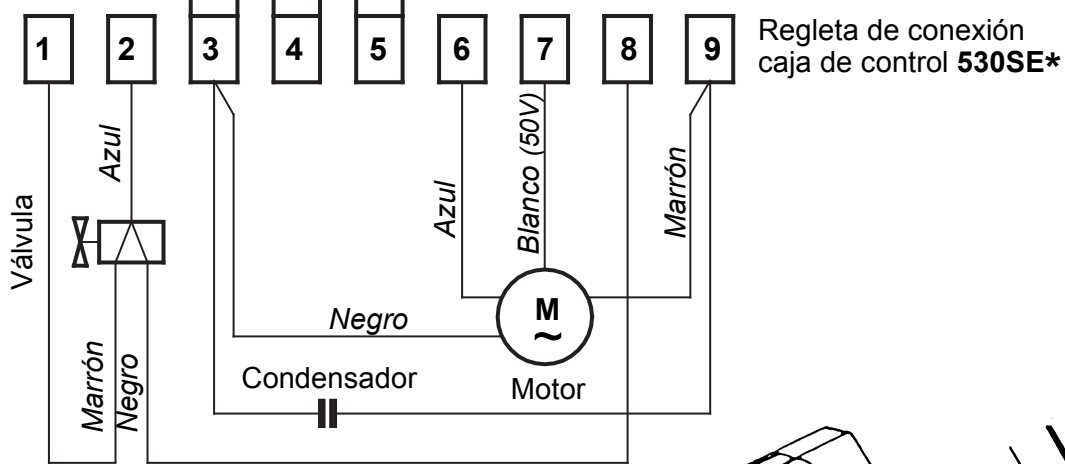 1 2 3 4 5 6 7 8 9
Regleta de conexión
caja de control 530SE*
Válvula
Azul
Azul
Blanco (50V)
Marrón
M
~
Negro
Marrón
Negro
Condensador
Motor